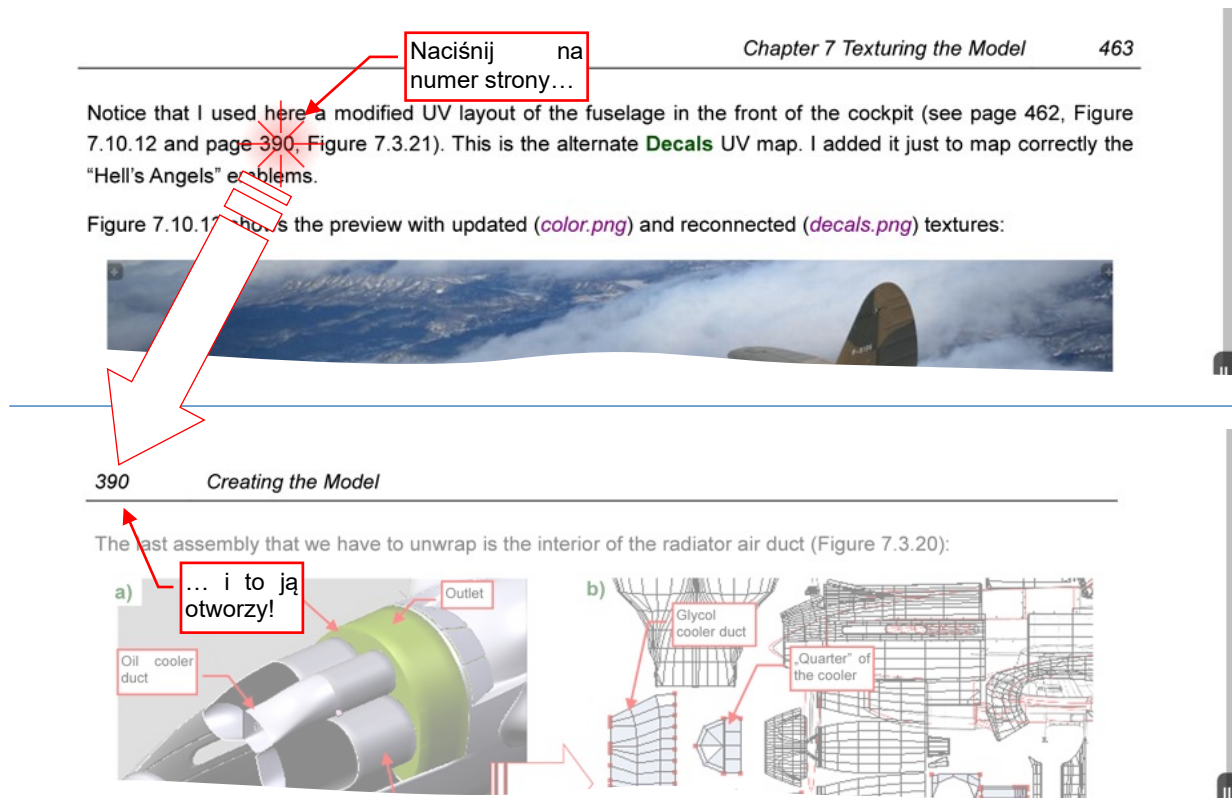 Naciśnij na
numer strony…
Chapter 7 Texturing the Model 463
Notice that I used here a modified UV layout of the fuselage in the front of the cockpit (see page 462, Figure
7.10.12 and page 390, Figure 7.3.21). This is the alternate Decals UV map. I added it just to map correctly the
“Hell’s Angels” emblems.
Figure 7.10.13 shows the preview with updated (color.png) and reconnected (decals.png) textures:
390 Creating the Model
The last assembly that we have to unwrap is the interior of the radiator air duct (Figure 7.3.20):
… i to ją
otworzy!
a)
Outlet
Oil cooler
duct
b)
Glycol
cooler duct
„Quarter” of
the cooler